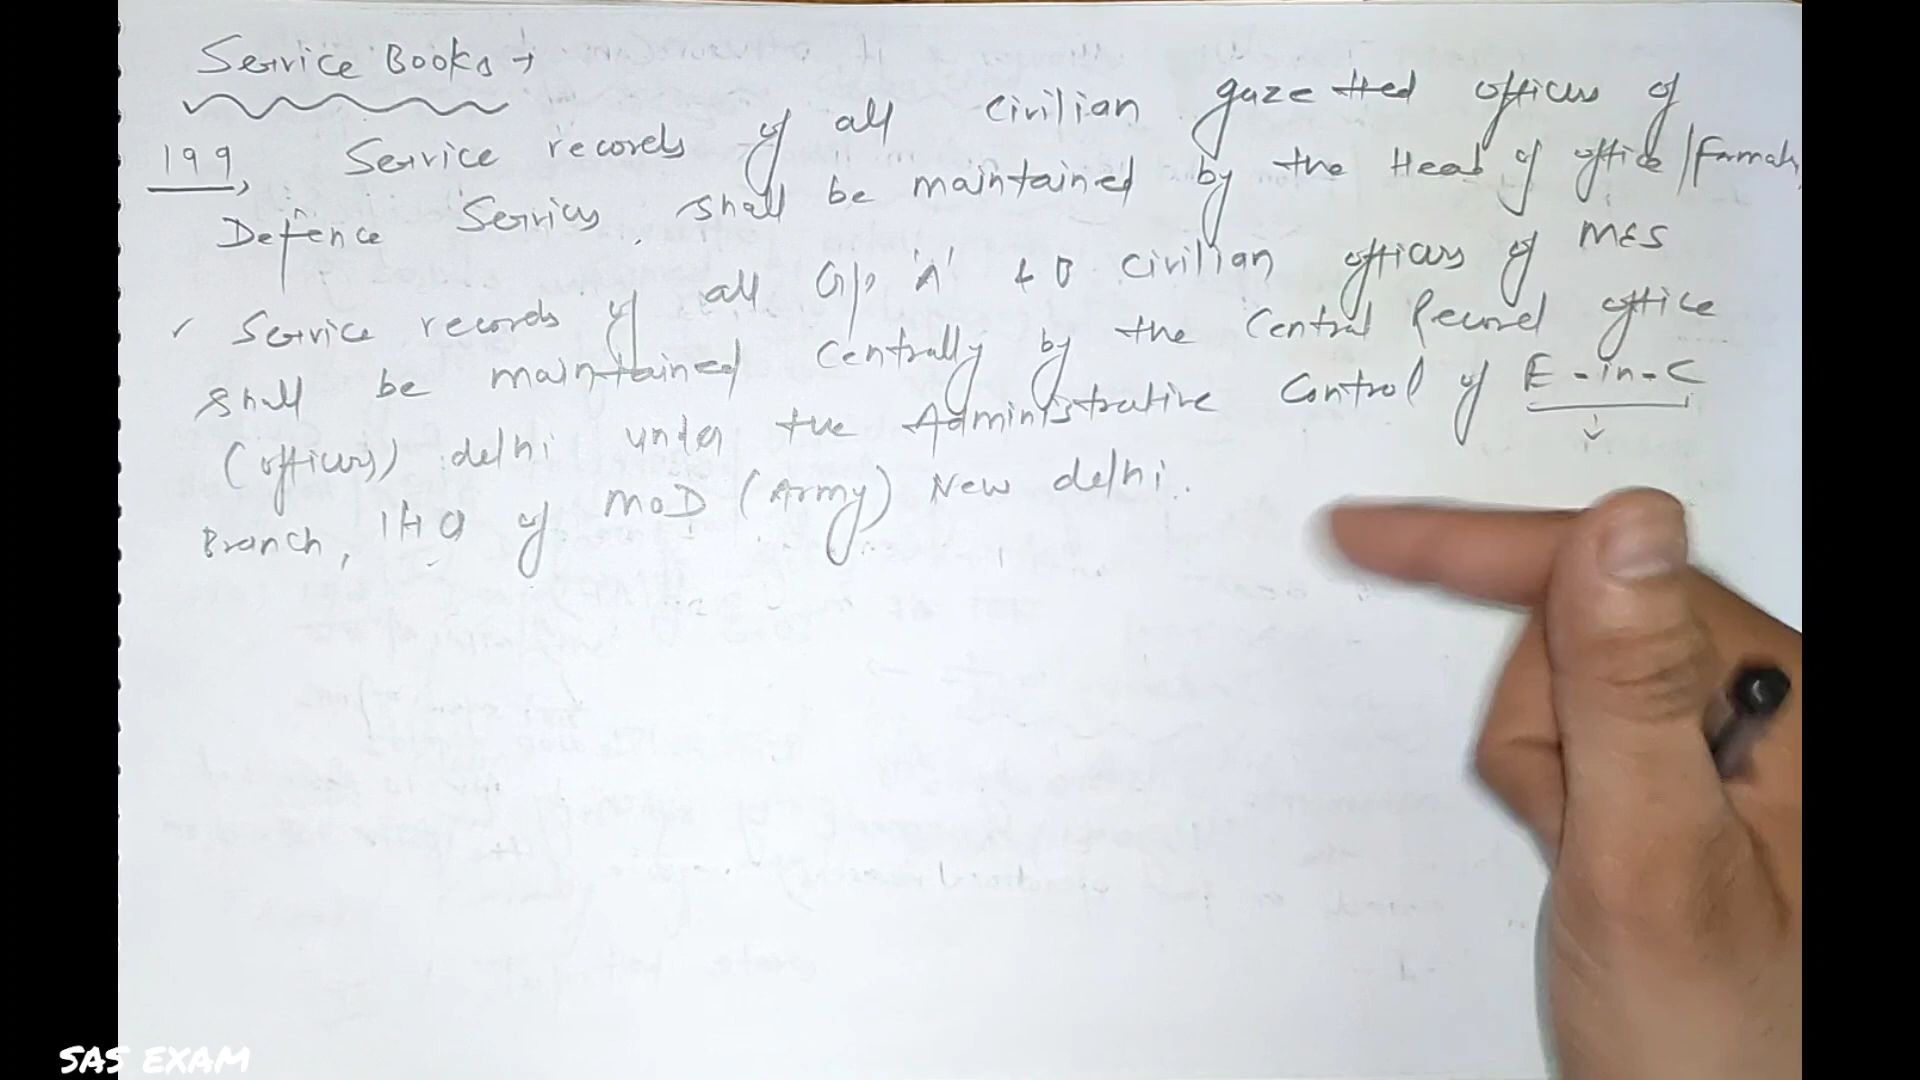 Service Books →
199, Service records of all civilian gazetted officers of
Defence Services, shall be maintained by the Head of office /
✓ Service records of all G/p 'A' & B civilian officers of MES
shall be maintained centrally by the Central Record office
(officers) delhi under the Administrative Control of E-in-C
Branch, IHQ of MOD (Army) New delhi.
SAS EXAM